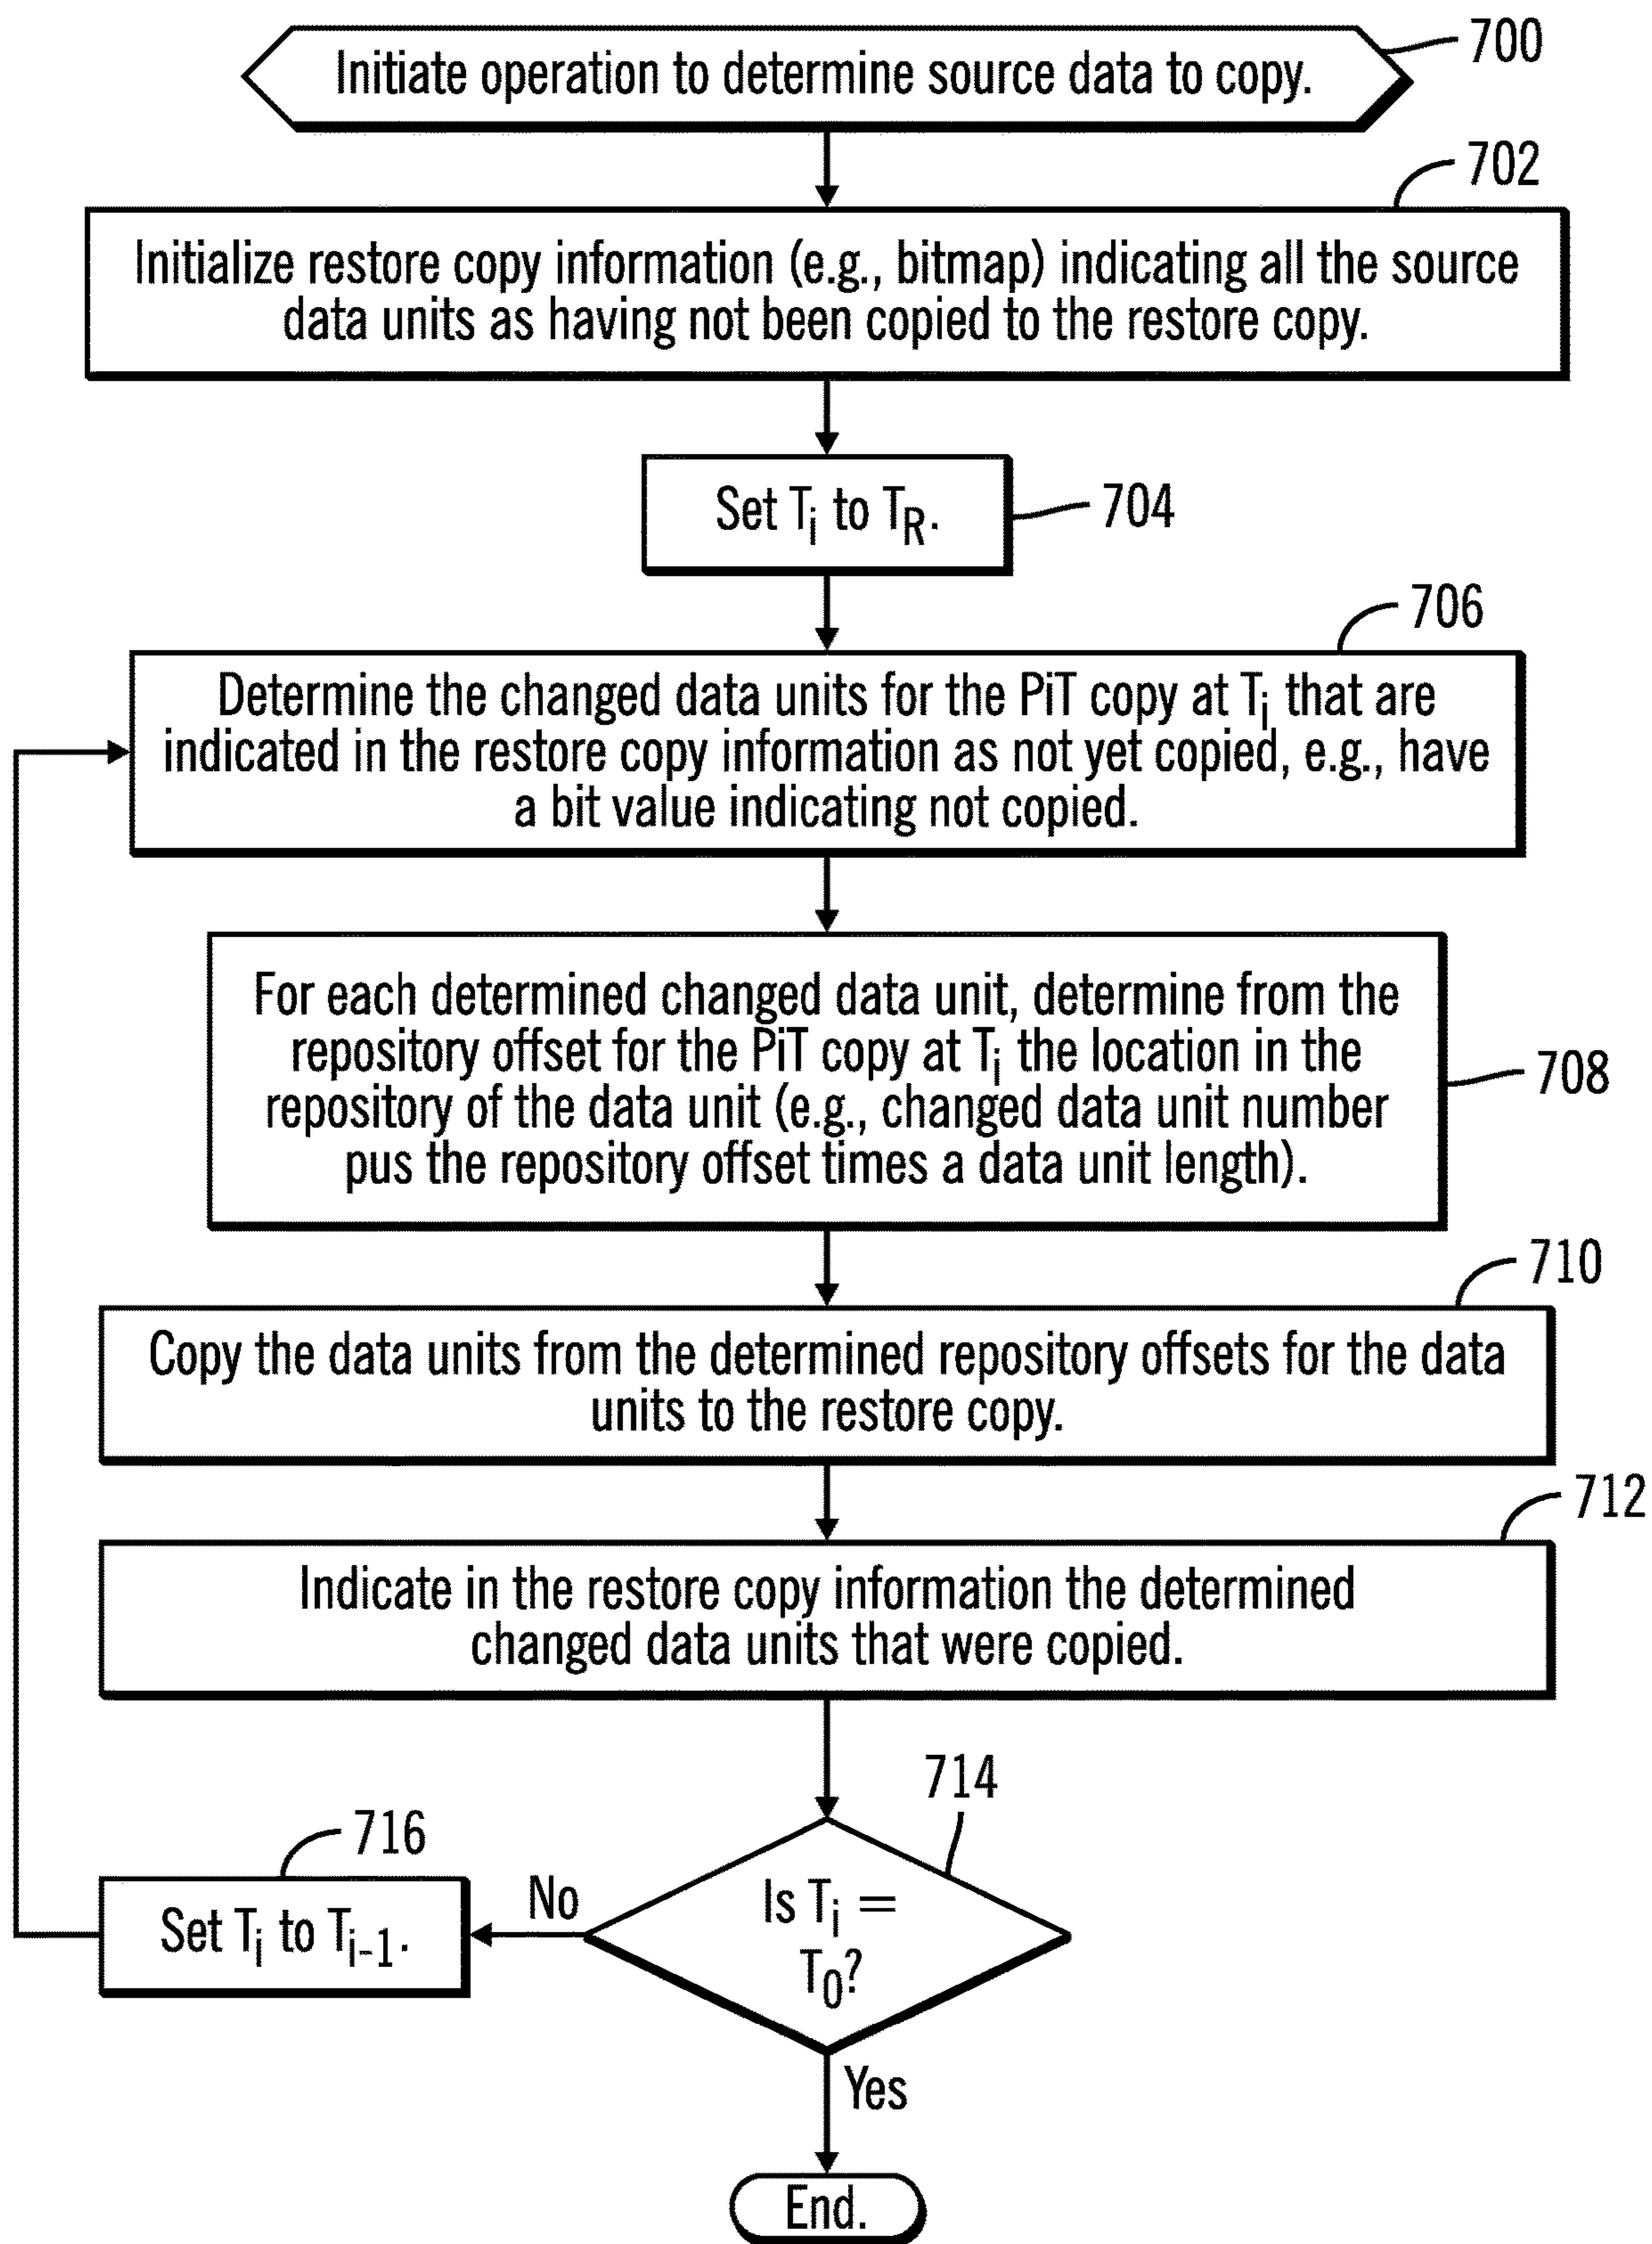 Initiate operation to determine source data to copy.
700
702
Initialize restore copy information (e.g., bitmap) indicating all the source
data units as having not been copied to the restore copy.
Set Tᵢ to T_R.
704
706
Determine the changed data units for the PiT copy at Tᵢ that are
indicated in the restore copy information as not yet copied, e.g., have
a bit value indicating not copied.
For each determined changed data unit, determine from the
repository offset for the PiT copy at Tᵢ the location in the
repository of the data unit (e.g., changed data unit number
pus the repository offset times a data unit length).
708
710
Copy the data units from the determined repository offsets for the data
units to the restore copy.
712
Indicate in the restore copy information the determined
changed data units that were copied.
714
716
Is Tᵢ =
T₀?
No
Set Tᵢ to Tᵢ₋₁.
Yes
End.